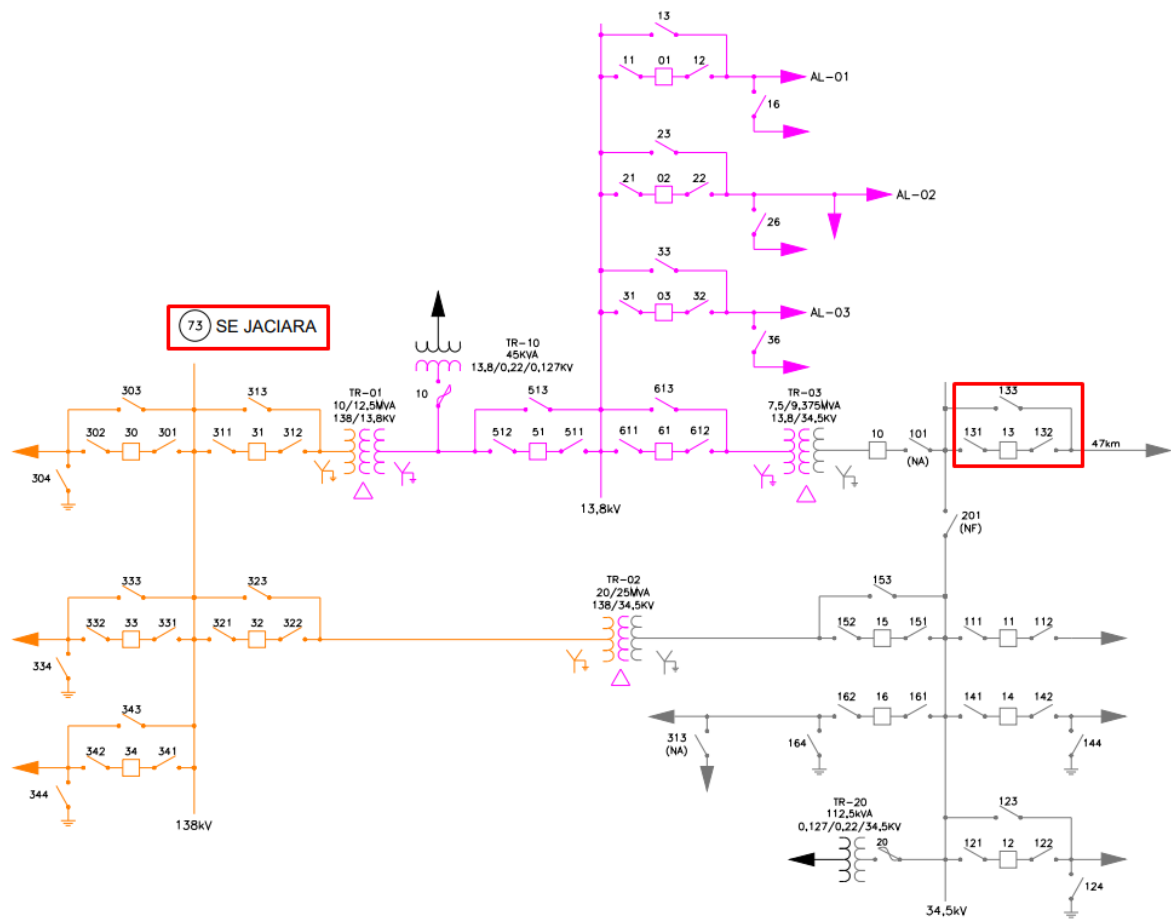 13
11 01 12
AL-01
16
23
21 02 22
AL-02
26
33
31 03 32
AL-03
36
73 SE JACIARA
TR-10
45KVA
13,8/0,22/0,127KV
10
303
313
302 30 301
311 31 312
304
TR-01
10/12,5MVA
138/13,8KV
513
512 51 511
613
611 61 612
13,8kV
TR-03
7,5/9,375MVA
13,8/34,5KV
10
101
(NA)
133
131 13 132
47km
201
(NF)
333
323
332 33 331
321 32 322
334
TR-02
20/25MVA
138/34,5KV
153
152 15 151
111 11 112
343
342 34 341
344
138kV
162 16 161
141 14 142
313
(NA)
164
144
TR-20
112,5kVA
0,127/0,22/34,5KV
20
123
121 12 122
124
34,5kV